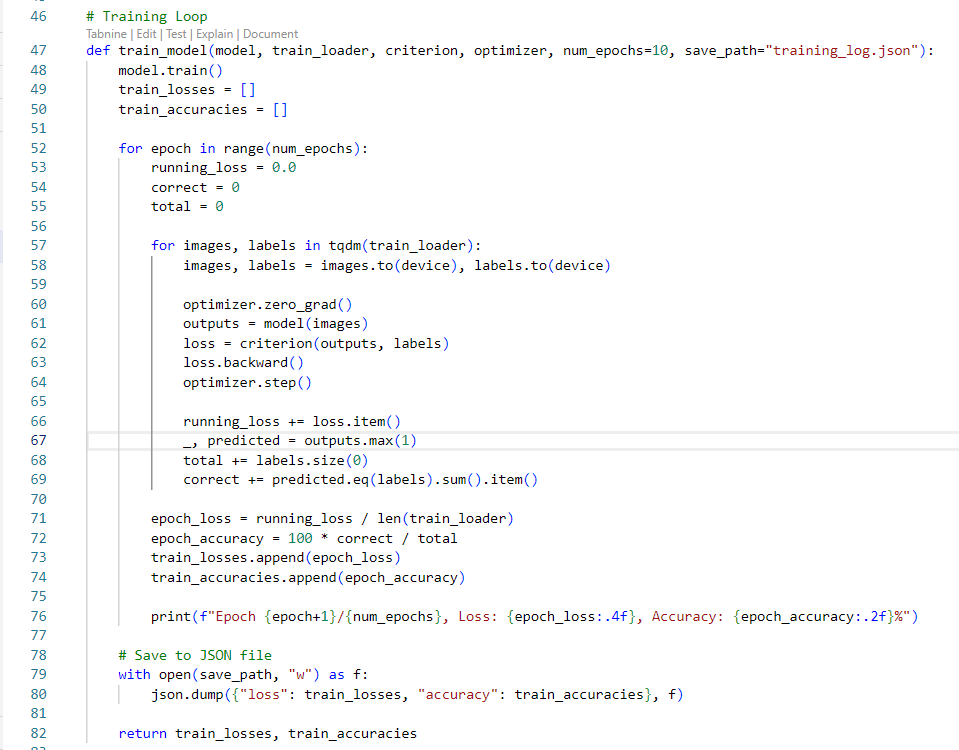 46 # Training Loop
Tabnine | Edit | Test | Explain | Document
47 def train_model(model, train_loader, criterion, optimizer, num_epochs=10, save_path="training_log.json"):
48     model.train()
49     train_losses = []
50     train_accuracies = []
51
52     for epoch in range(num_epochs):
53         running_loss = 0.0
54         correct = 0
55         total = 0
56
57         for images, labels in tqdm(train_loader):
58             images, labels = images.to(device), labels.to(device)
59
60             optimizer.zero_grad()
61             outputs = model(images)
62             loss = criterion(outputs, labels)
63             loss.backward()
64             optimizer.step()
65
66             running_loss += loss.item()
67             _, predicted = outputs.max(1)
68             total += labels.size(0)
69             correct += predicted.eq(labels).sum().item()
70
71         epoch_loss = running_loss / len(train_loader)
72         epoch_accuracy = 100 * correct / total
73         train_losses.append(epoch_loss)
74         train_accuracies.append(epoch_accuracy)
75
76         print(f"Epoch {epoch+1}/{num_epochs}, Loss: {epoch_loss:.4f}, Accuracy: {epoch_accuracy:.2f}%")
77
78     # Save to JSON file
79     with open(save_path, "w") as f:
80         json.dump({"loss": train_losses, "accuracy": train_accuracies}, f)
81
82     return train_losses, train_accuracies